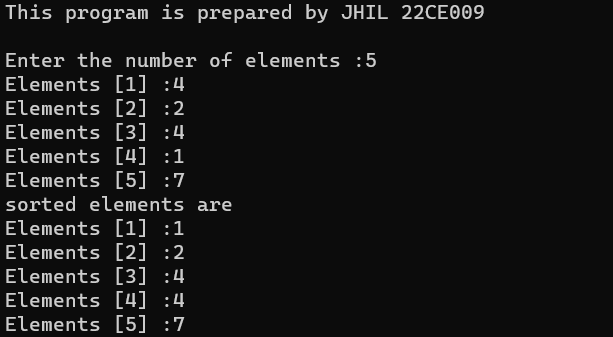 This program is prepared by JHIL 22CE009
Enter the number of elements :5
Elements [1] :4
Elements [2] :2
Elements [3] :4
Elements [4] :1
Elements [5] :7
sorted elements are
Elements [1] :1
Elements [2] :2
Elements [3] :4
Elements [4] :4
Elements [5] :7